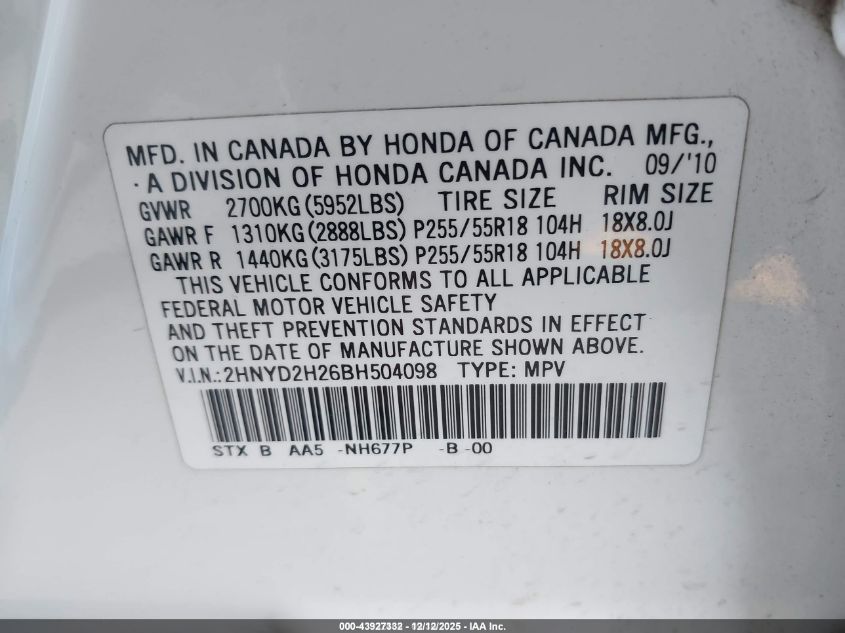 MFD. IN CANADA BY HONDA OF CANADA MFG.,
A DIVISION OF HONDA CANADA INC. 09/'10
GVWR 2700KG (5952LBS) TIRE SIZE RIM SIZE
GAWR F 1310KG (2888LBS) P255/55R18 104H 18X8.0J
GAWR R 1440KG (3175LBS) P255/55R18 104H 18X8.0J
THIS VEHICLE CONFORMS TO ALL APPLICABLE
FEDERAL MOTOR VEHICLE SAFETY
AND THEFT PREVENTION STANDARDS IN EFFECT
ON THE DATE OF MANUFACTURE SHOWN ABOVE.
V.I.N.:2HNYD2H26BH504098 TYPE: MPV
STX B AA5 -NH677P -B -00
000-43927332 - 12/12/2025 - IAA Inc.